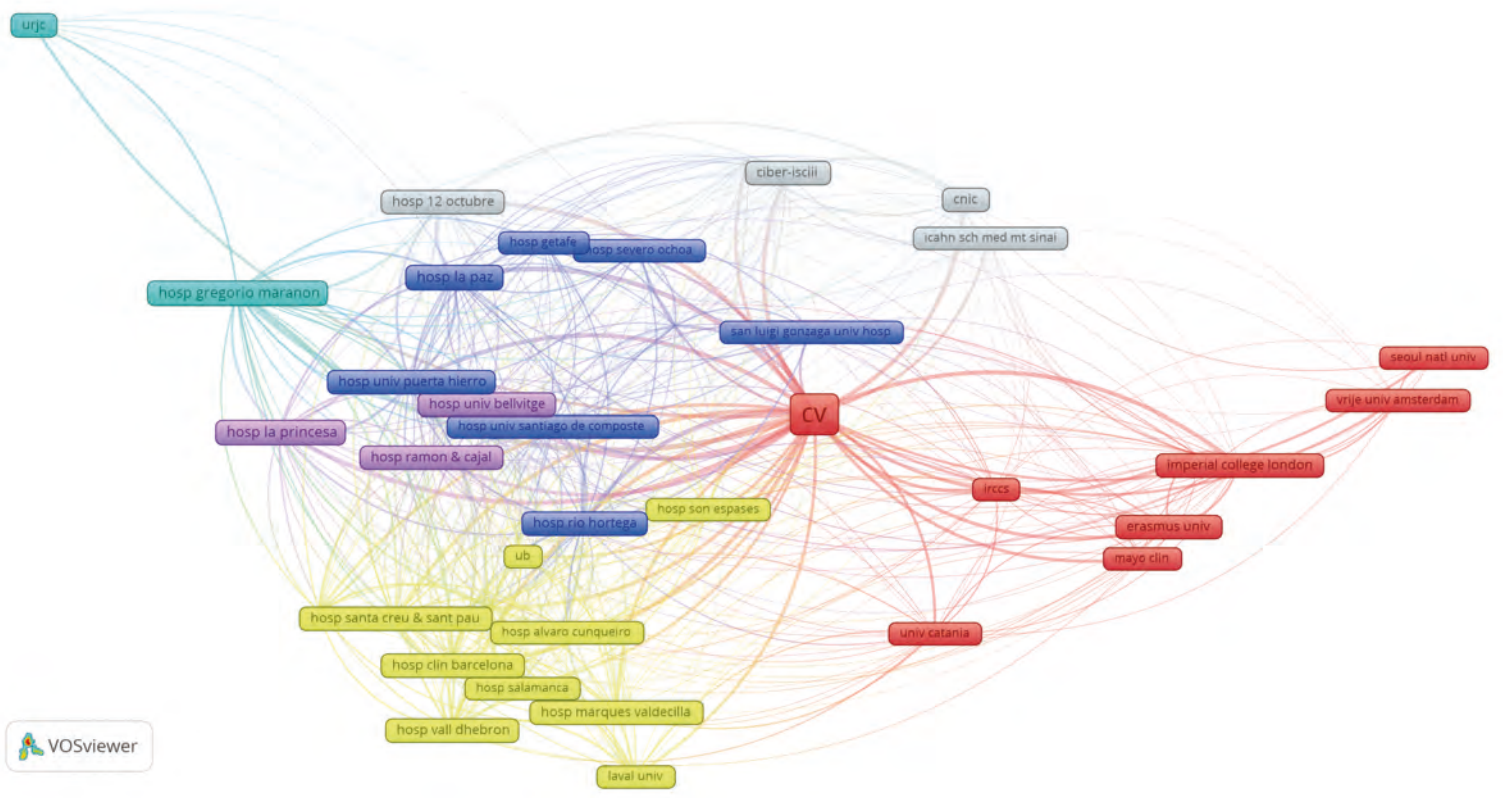 urjc
ciber-isciii
hosp 12 octubre
cnic
icahn sch med mt sinai
hosp getafe
hosp severo ochoa
hosp la paz
hosp gregorio maranon
san luigi gonzaga univ hosp
seoul natl univ
hosp univ puerta hierro
vrije univ amsterdam
hosp univ bellvitge
CV
hosp univ santiago de composte
hosp la princesa
hosp ramon & cajal
imperial college london
irccs
hosp son espases
hosp rio hortega
erasmus univ
ub
mayo clin
hosp santa creu & sant pau
hosp alvaro cunqueiro
univ catania
hosp clin barcelona
hosp salamanca
hosp marques valdecilla
hosp vall dhebron
VOSviewer
laval univ